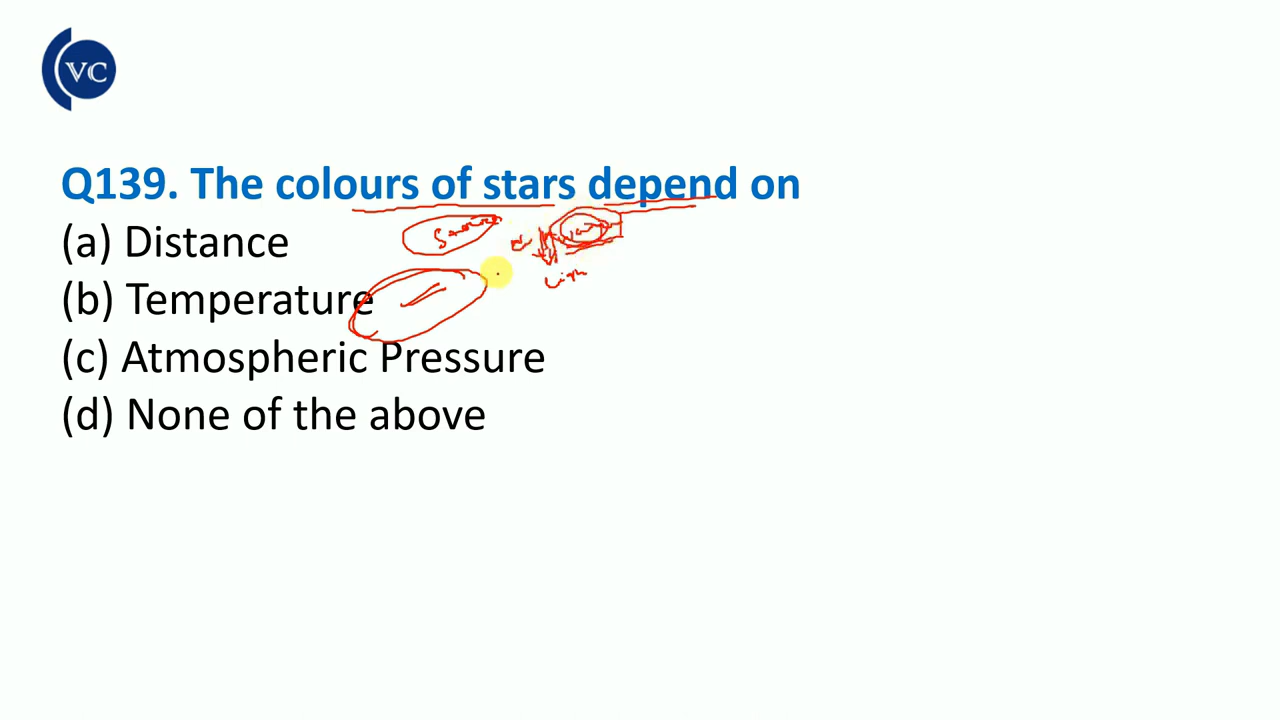 VC
Q139. The colours of stars depend on
(a) Distance
(b) Temperature
(c) Atmospheric Pressure
(d) None of the above